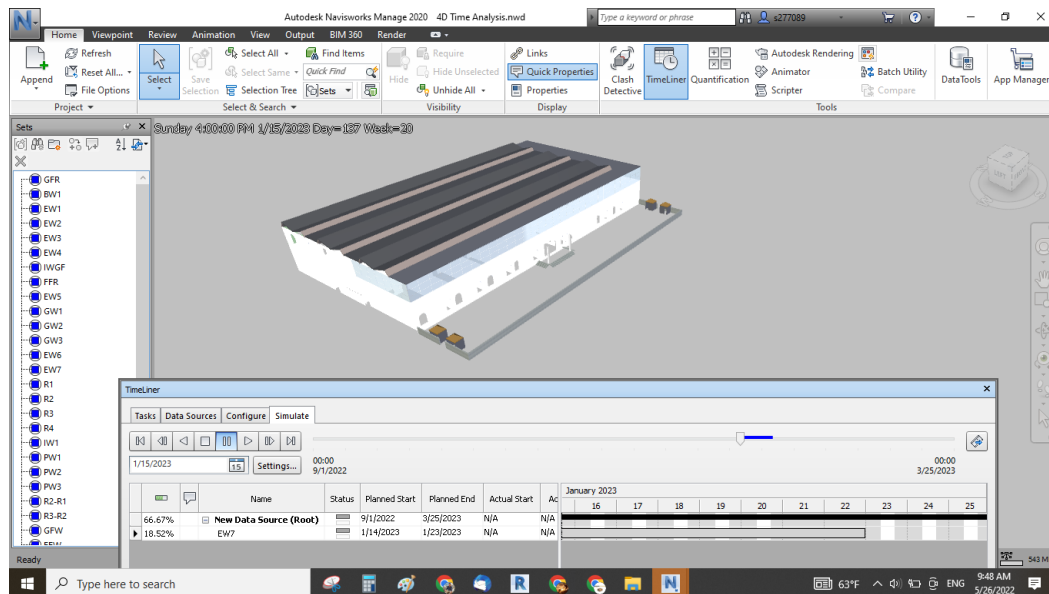 Autodesk Navisworks Manage 2020 4D Time Analysis.nwd
Type a keyword or phrase
s277089
Home Viewpoint Review Animation View Output BIM 360 Render
Append
Refresh
Reset All...
File Options
Project
Select
Save Selection
Select All
Select Same
Selection Tree
Find Items
Quick Find
Sets
Select & Search
Hide
Require
Hide Unselected
Unhide All
Visibility
Links
Quick Properties
Properties
Display
Clash Detective
TimeLiner
Quantification
Autodesk Rendering
Animator
Scripter
Batch Utility
Compare
DataTools
App Manager
Tools
Sets
Sunday 4:00:00 PM 1/15/2023 Day=137 Week=20
GFR
BW1
EW1
EW2
EW3
EW4
IWGF
FFR
EW5
GW1
GW2
GW3
EW6
EW7
R1
R2
R3
R4
IW1
PW1
PW2
PW3
R2-R1
R3-R2
GFW
TimeLiner
Tasks Data Sources Configure Simulate
1/15/2023
15
Settings...
00:00
9/1/2022
00:00
3/25/2023
Name Status Planned Start Planned End Actual Start Ac
January 2023
16 17 18 19 20 21 22 23 24 25
66.67% New Data Source (Root) 9/1/2022 3/25/2023 N/A N/A
18.52% EW7 1/14/2023 1/23/2023 N/A N/A
Ready
543 M
Type here to search
63°F
ENG
9:48 AM
5/26/2022